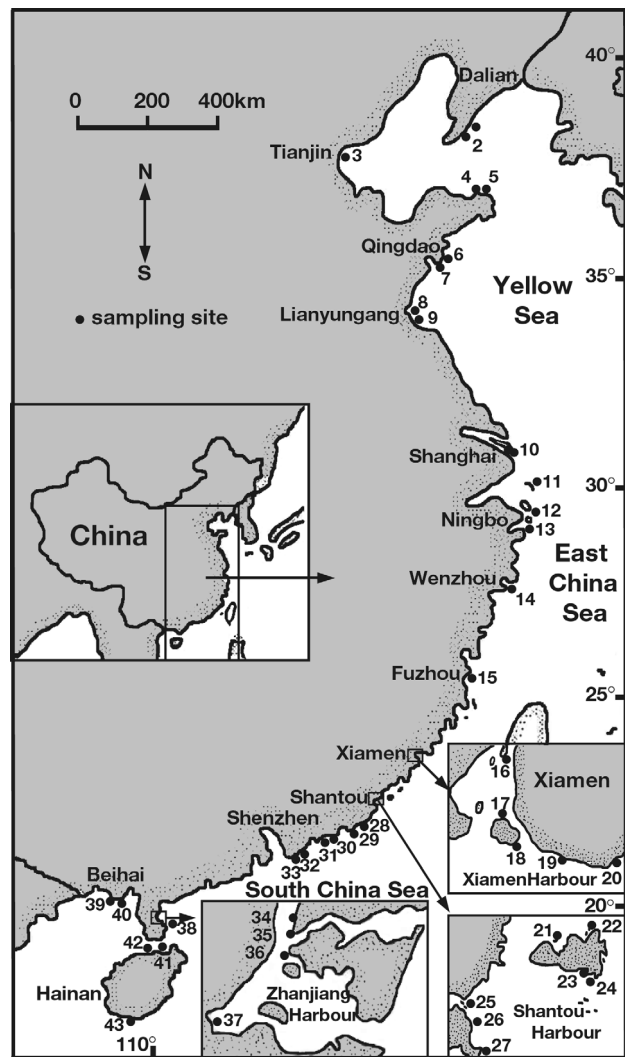 40°
Dalian
0 200 400km
2
Tianjin 3
N
4 5
S
Qingdao 6
7
35°
Yellow
Sea
sampling site
8
Lianyungang 9
10
Shanghai
11
30°
12
Ningbo
13
China
East
China
Sea
Wenzhou
14
Fuzhou 15
25°
Xiamen
16
Xiamen
Shantou
17
Shenzhen
28
29
30
31
32
33
18
19
20
XiamenHarbour
Beihai
South China Sea
39 40
20°
38
34
35
36
21
22
42 41
23
24
Hainan
Zhanjiang
Harbour
25
Shantou
Harbour
26
43
37
27
110°